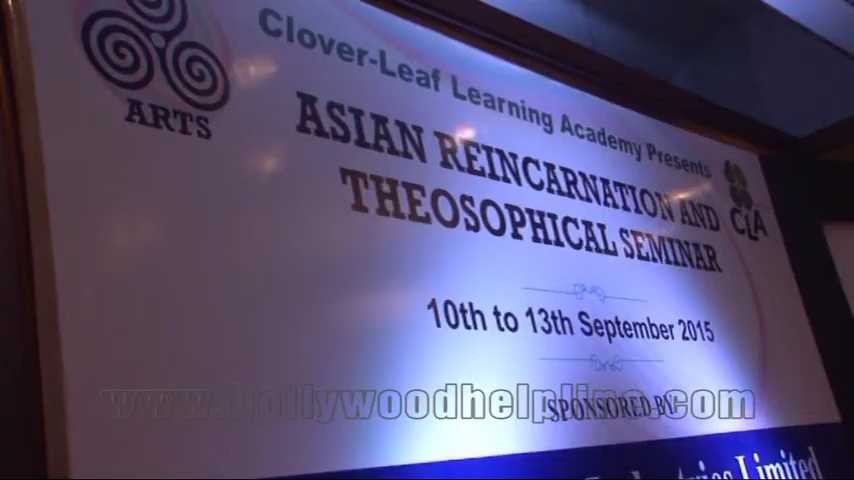 ARTS
Clover-Leaf Learning Academy Presents
ASIAN REINCARNATION AND
THEOSOPHICAL SEMINAR
CLA
10th to 13th September 2015
SPONSORED BY
www.hollywoodhelpline.com
Limited